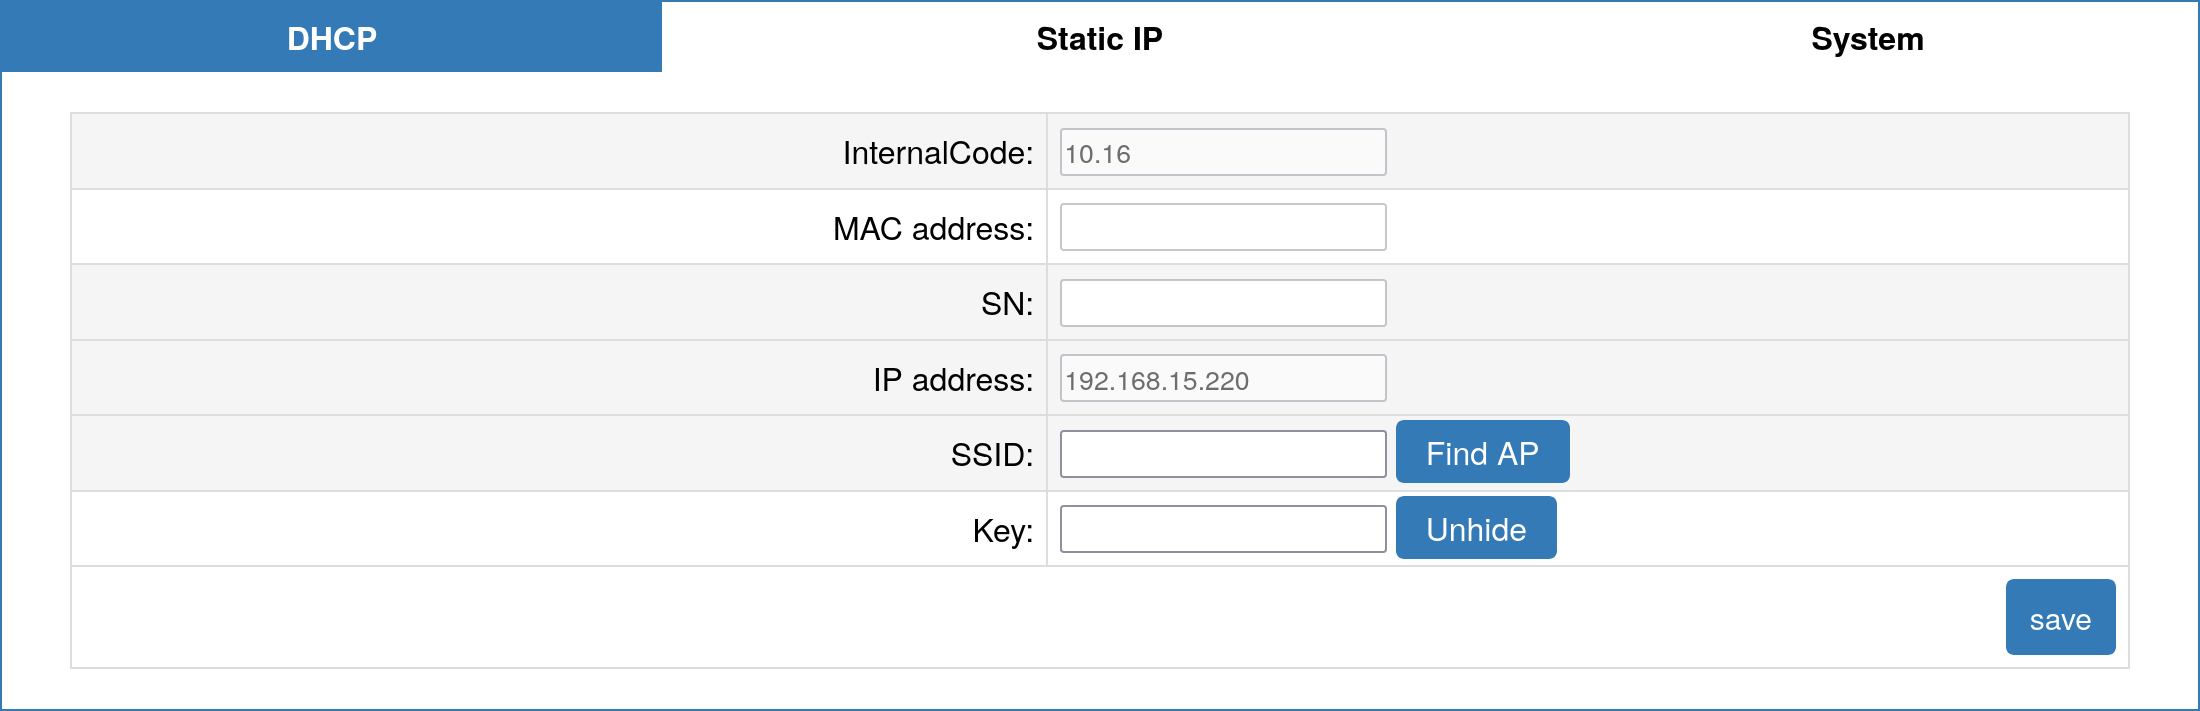 DHCP Static IP System
InternalCode: 10.16
MAC address:
SN:
IP address: 192.168.15.220
SSID: Find AP
Key: Unhide
save